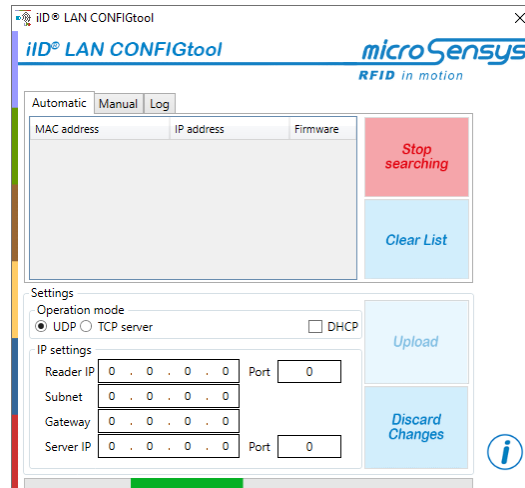 iID® LAN CONFIGtool
iID® LAN CONFIGtool
microSensys
RFID in motion
Automatic Manual Log
MAC address IP address Firmware
Stop
searching
Clear List
Settings
Operation mode
UDP TCP server DHCP
Upload
IP settings
Reader IP 0 . 0 . 0 . 0 Port 0
Subnet 0 . 0 . 0 . 0
Gateway 0 . 0 . 0 . 0
Server IP 0 . 0 . 0 . 0 Port 0
Discard
Changes
i